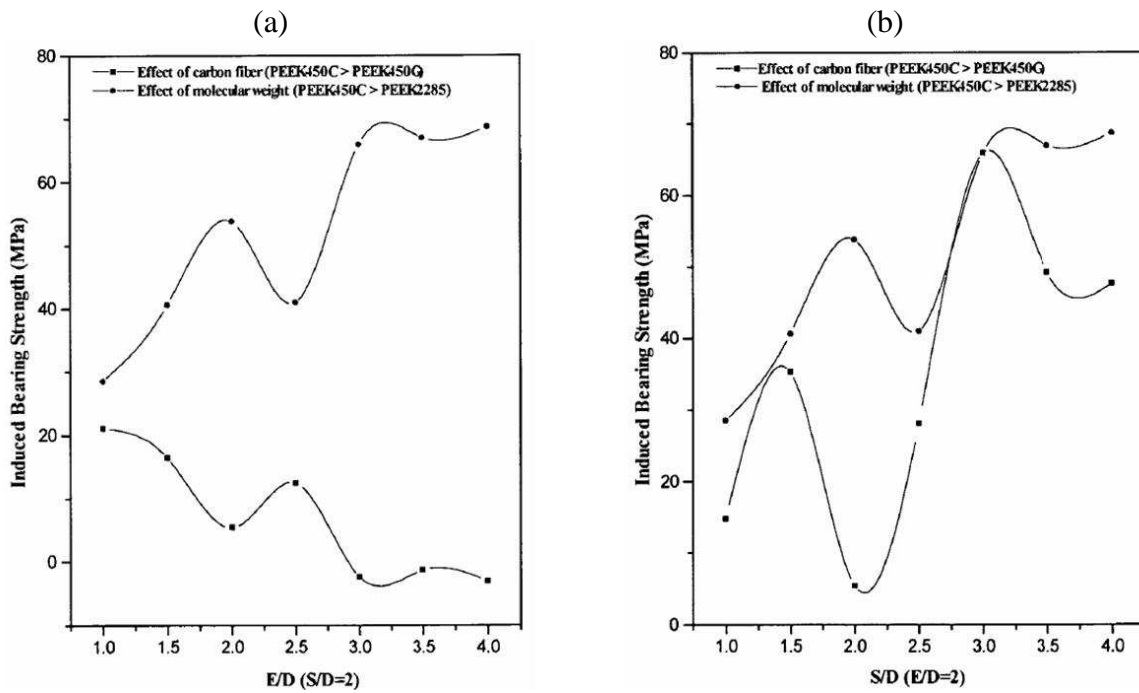 (a)
80
Effect of carbon fiber (PEEK450C > PEEK450G)
Effect of molecular weight (PEEK450C > PEEK2285)
60
40
20
0
Induced Bearing Strength (MPa)
1.0 1.5 2.0 2.5 3.0 3.5 4.0
E/D (S/D=2)
(b)
80
Effect of carbon fiber (PEEK450C > PEEK450G)
Effect of molecular weight (PEEK450C > PEEK2285)
60
40
20
0
Induced Bearing Strength (MPa)
1.0 1.5 2.0 2.5 3.0 3.5 4.0
S/D (E/D=2)